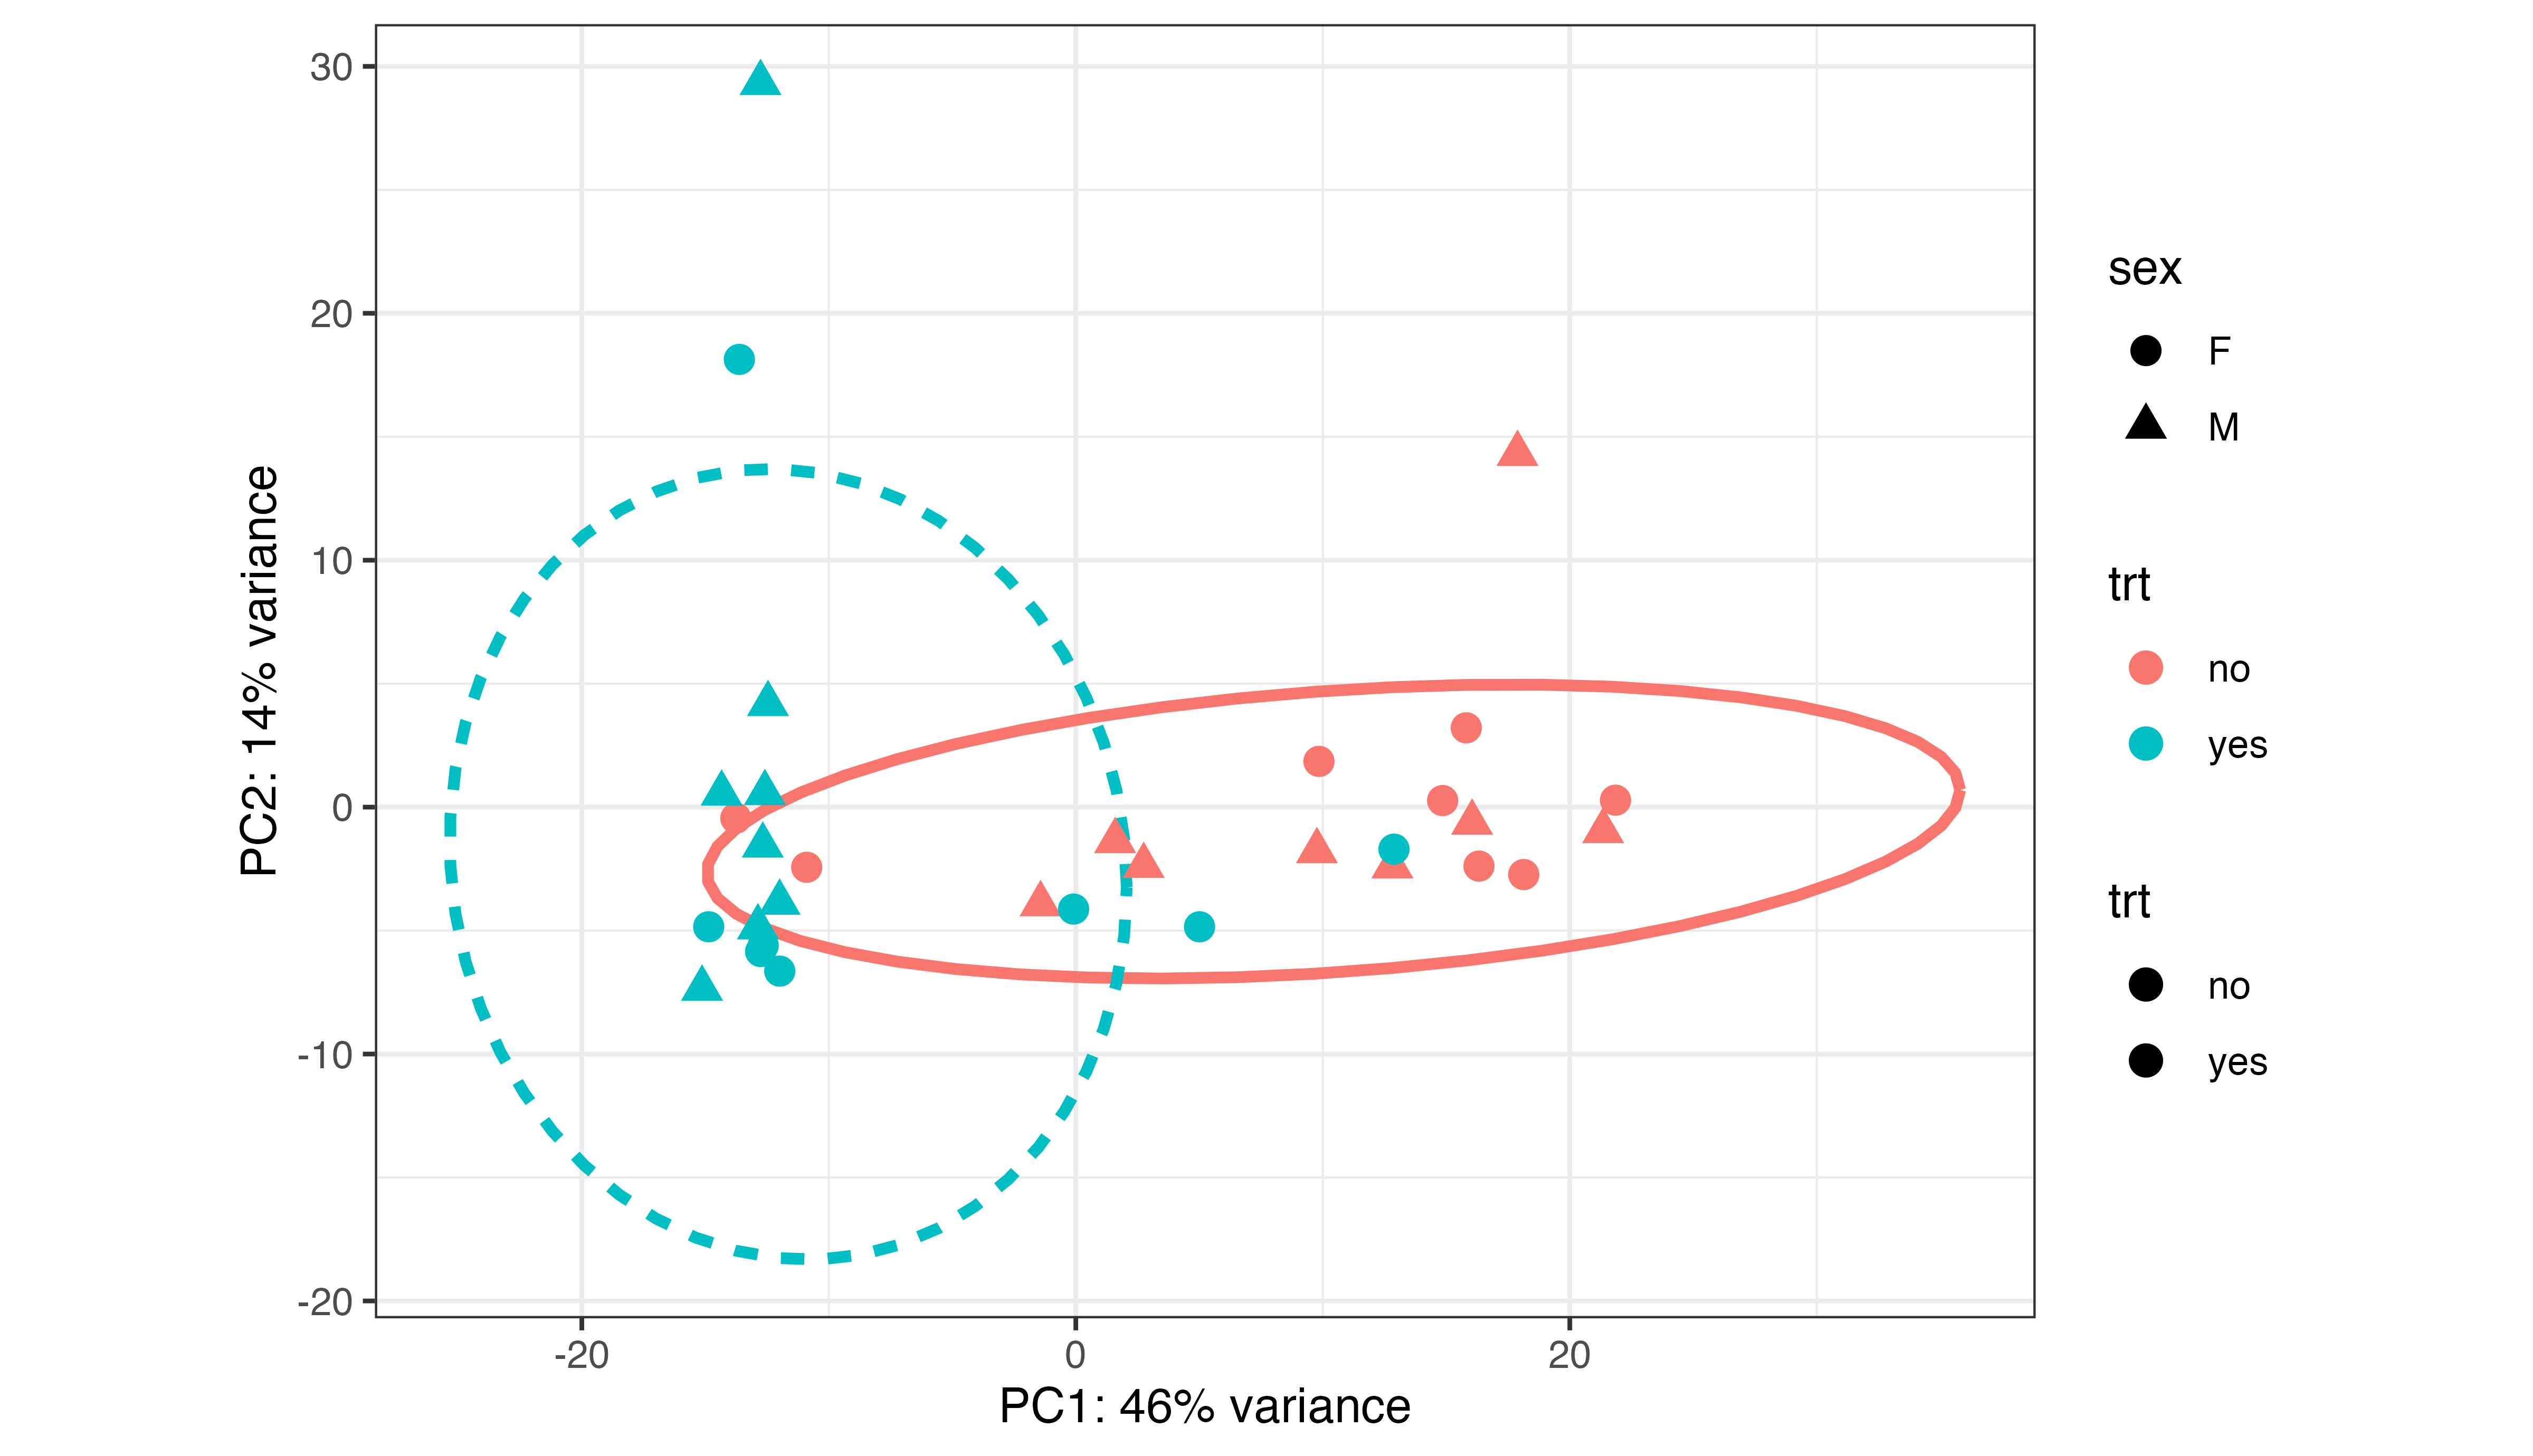 PC2: 14% variance
30
20
10
0
-10
-20
-20
0
20
PC1: 46% variance
sex
F
M
trt
no
yes
trt
no
yes